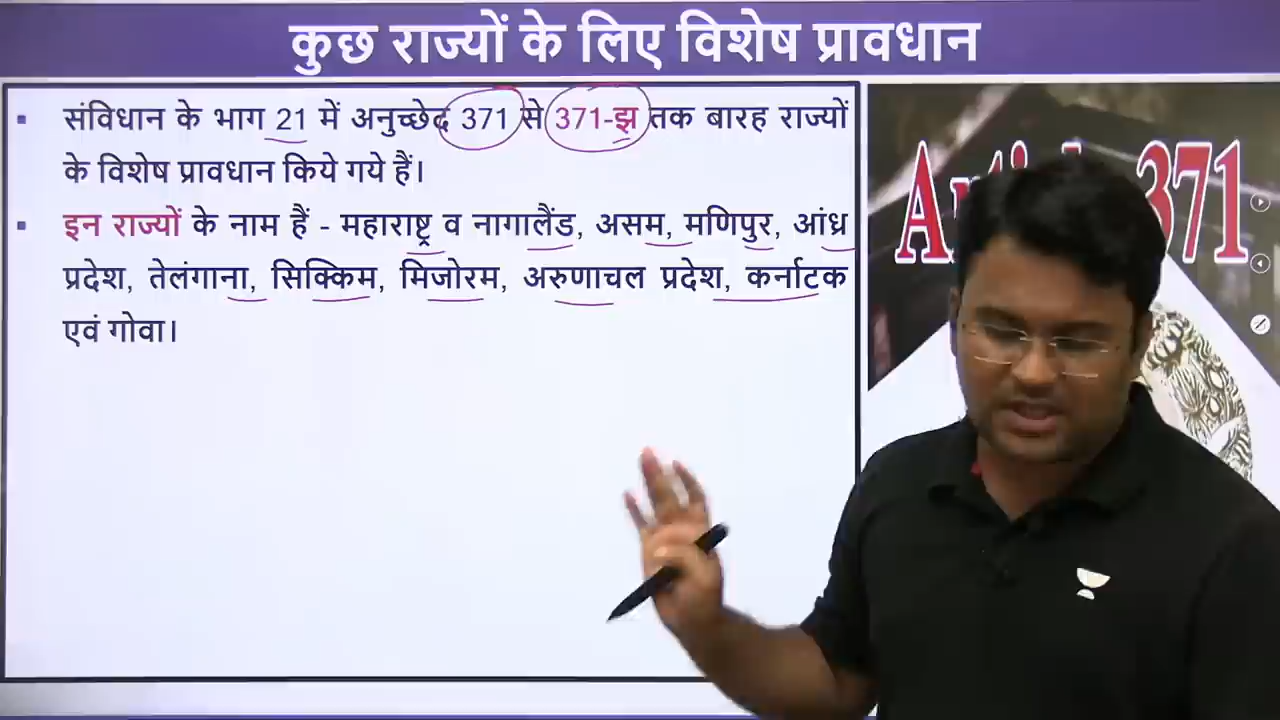 कुछ राज्यों के लिए विशेष प्रावधान
▪ संविधान के भाग 21 में अनुच्छेद 371 से 371-झ तक बारह राज्यों
के विशेष प्रावधान किये गये हैं।
▪ इन राज्यों के नाम हैं - महाराष्ट्र व नागालैंड, असम, मणिपुर, आंध्र
प्रदेश, तेलंगाना, सिक्किम, मिजोरम, अरुणाचल प्रदेश, कर्नाटक
एवं गोवा।
371